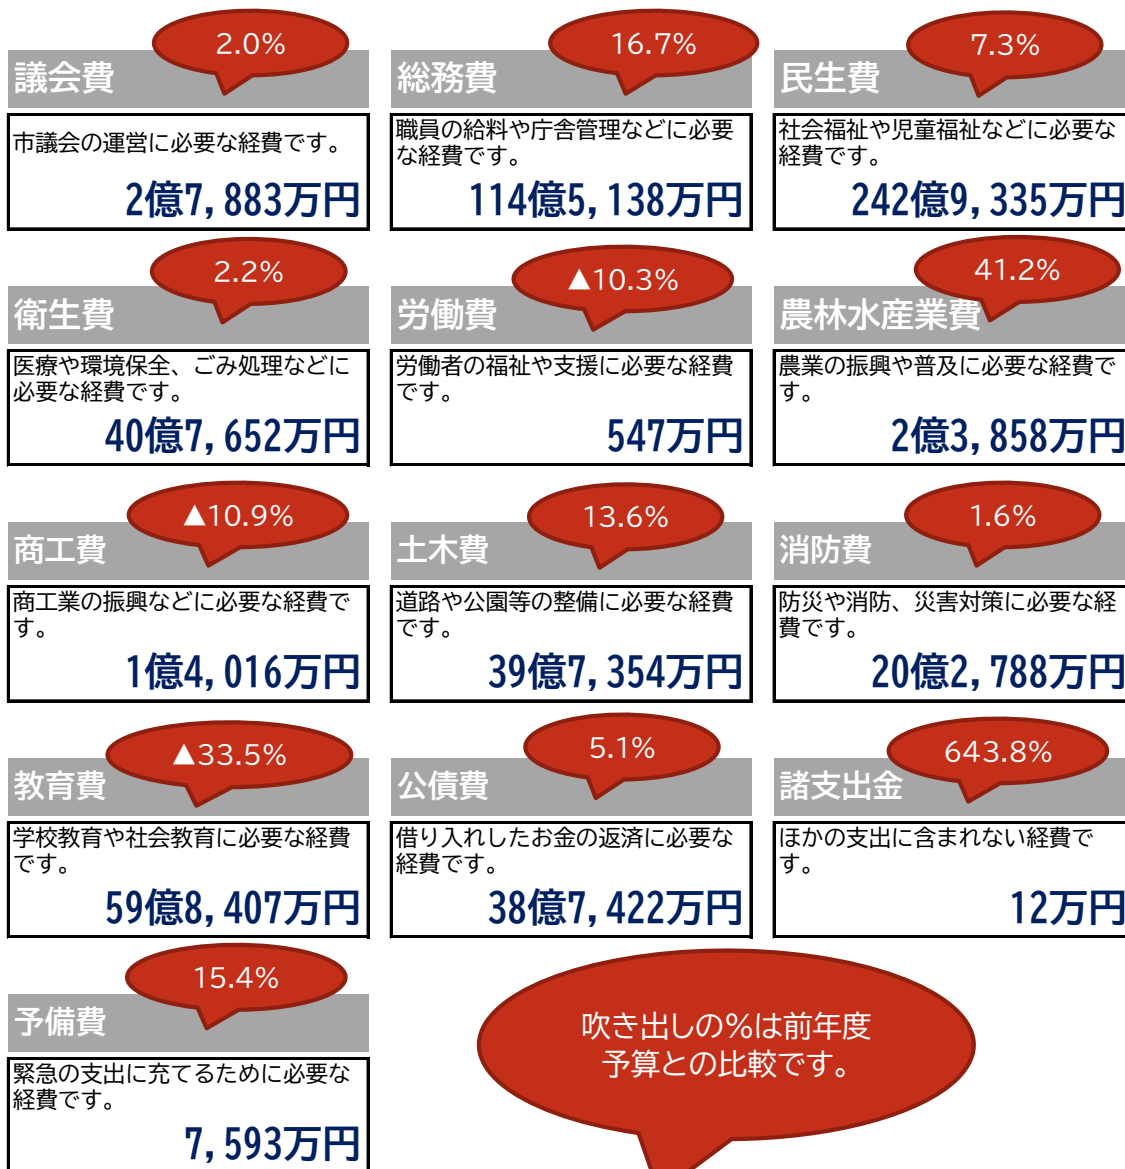 2.0%
議会費
市議会の運営に必要な経費です。
2億7,883万円
16.7%
総務費
職員の給料や庁舎管理などに必要
な経費です。
114億5,138万円
7.3%
民生費
社会福祉や児童福祉などに必要な
経費です。
242億9,335万円
2.2%
衛生費
医療や環境保全、ごみ処理などに
必要な経費です。
40億7,652万円
▲10.3%
労働費
労働者の福祉や支援に必要な経費
です。
547万円
41.2%
農林水産業費
農業の振興や普及に必要な経費で
す。
2億3,858万円
▲10.9%
商工費
商工業の振興などに必要な経費で
す。
1億4,016万円
13.6%
土木費
道路や公園等の整備に必要な経費
です。
39億7,354万円
1.6%
消防費
防災や消防、災害対策に必要な経
費です。
20億2,788万円
▲33.5%
教育費
学校教育や社会教育に必要な経費
です。
59億8,407万円
5.1%
公債費
借り入れしたお金の返済に必要な
経費です。
38億7,422万円
643.8%
諸支出金
ほかの支出に含まれない経費で
す。
12万円
15.4%
予備費
緊急の支出に充てるために必要な
経費です。
7,593万円
吹き出しの%は前年度
予算との比較です。